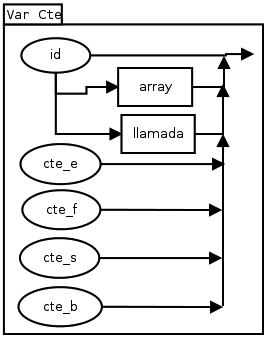 Var Cte
id
array
llamada
cte_e
cte_f
cte_s
cte_b